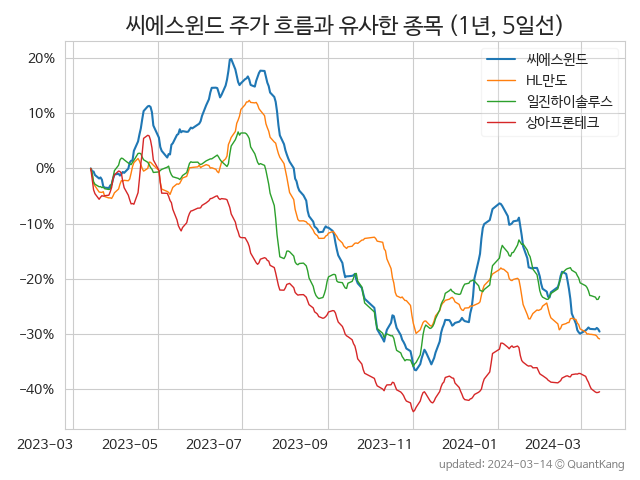 씨에스윈드 주가 흐름과 유사한 종목 (1년, 5일선)
씨에스윈드
HL만도
일진하이솔루스
상아프론테크
20%
10%
0%
−10%
−20%
−30%
−40%
2023-03 2023-05 2023-07 2023-09 2023-11 2024-01 2024-03
updated: 2024-03-14 © QuantKang